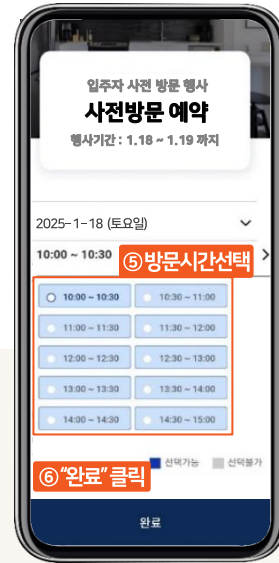 입주자 사전 방문 행사
사전방문 예약
행사기간 : 1.18 ~ 1.19 까지
2025-1-18 (토요일)
10:00 ~ 10:30
⑤방문시간선택
10:00 ~ 10:30 10:30 ~ 11:00
11:00 ~ 11:30 11:30 ~ 12:00
12:00 ~ 12:30 12:30 ~ 13:00
13:00 ~ 13:30 13:30 ~ 14:00
14:00 ~ 14:30 14:30 ~ 15:00
선택가능 선택불가
⑥"완료" 클릭
완료